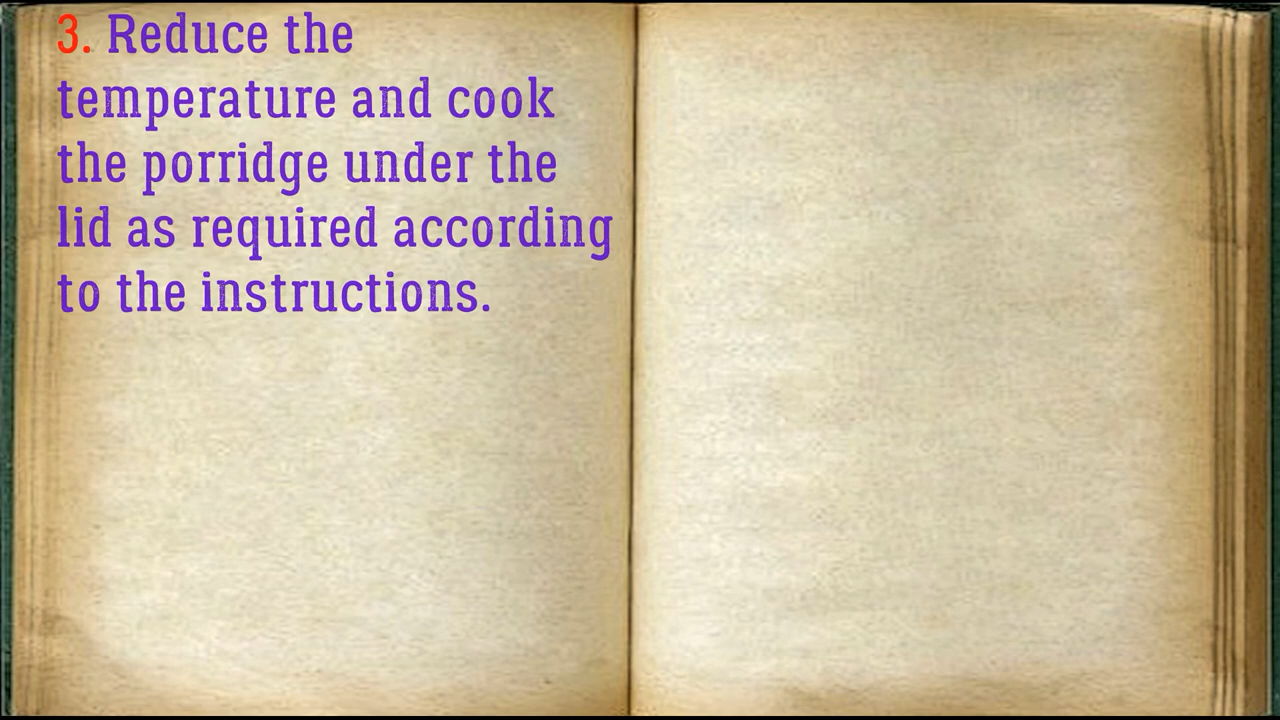 3. Reduce the
temperature and cook
the porridge under the
lid as required according
to the instructions.